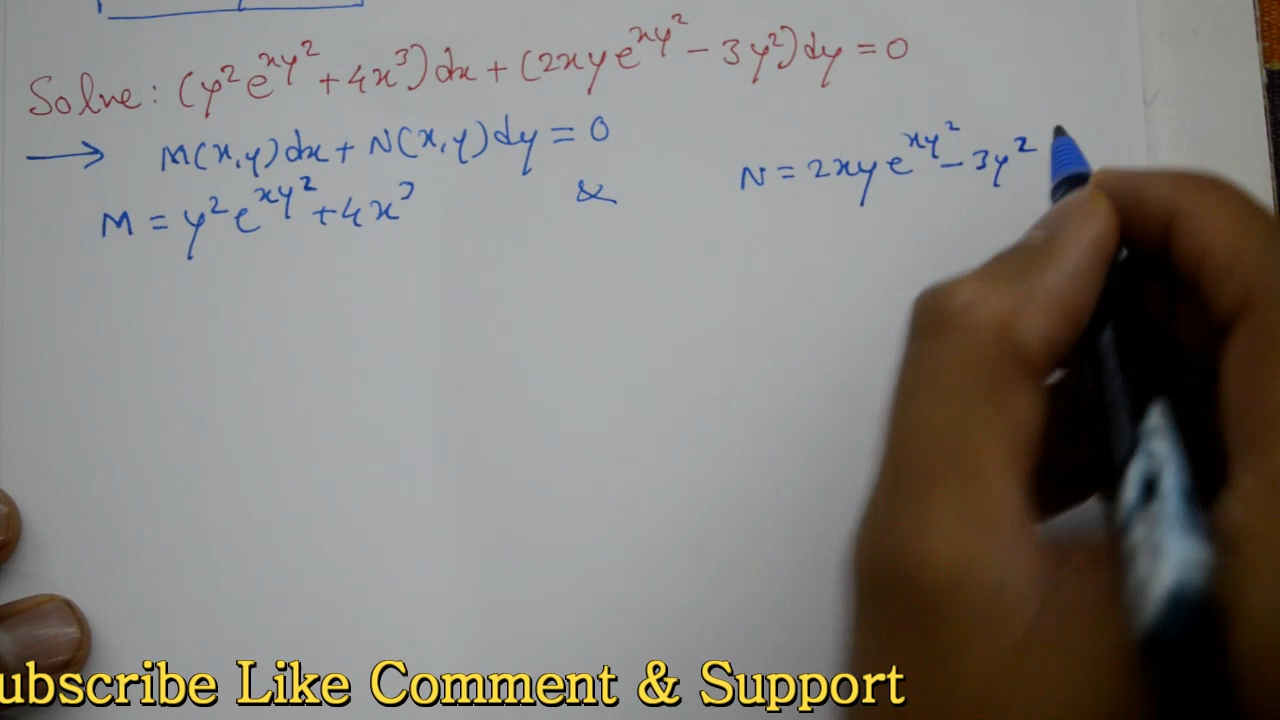 Solve: (y²e^{xy²} + 4x³)dx + (2xye^{xy²} - 3y²)dy = 0
→ M(x,y)dx + N(x,y)dy = 0
M = y²e^{xy²} + 4x³ & N = 2xye^{xy²} - 3y²
ubscribe Like Comment & Support